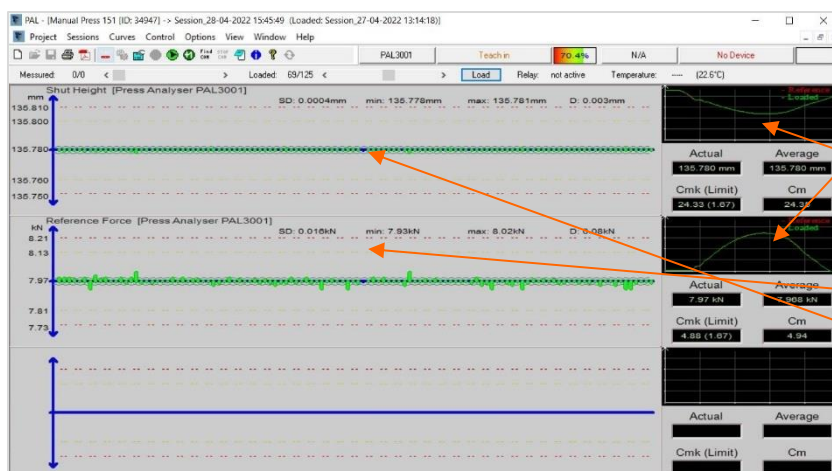 PAL - [Manual Press 151 [ID: 34947] -> Session_28-04-2022 15:45:49 (Loaded: Session_27-04-2022 13:14:18)]
Project Sessions Curves Control Options View Window Help
Find PAL3001 Teach in 70.4% N/A No Device
Messured: 0/0 < > Loaded: 69/125 < > Load Relay: not active Temperature: ---- (22.6°C)
Shut Height [Press Analyser PAL3001]
mm
SD: 0.0004mm min: 135.778mm max: 135.781mm D: 0.003mm
135.810
135.800
135.780
135.760
135.750
- Reference
- Loaded
Actual Average
135.780 mm 135.780 mm
Cmk (Limit) Cm
24.33 (1.67) 24.38
Reference Force [Press Analyser PAL3001]
kN
SD: 0.016kN min: 7.93kN max: 8.02kN D: 0.08kN
8.21
8.13
7.97
7.81
7.73
- Reference
- Loaded
Actual Average
7.97 kN 7.968 kN
Cmk (Limit) Cm
4.88 (1.67) 4.94
Actual Average
Cmk (Limit) Cm